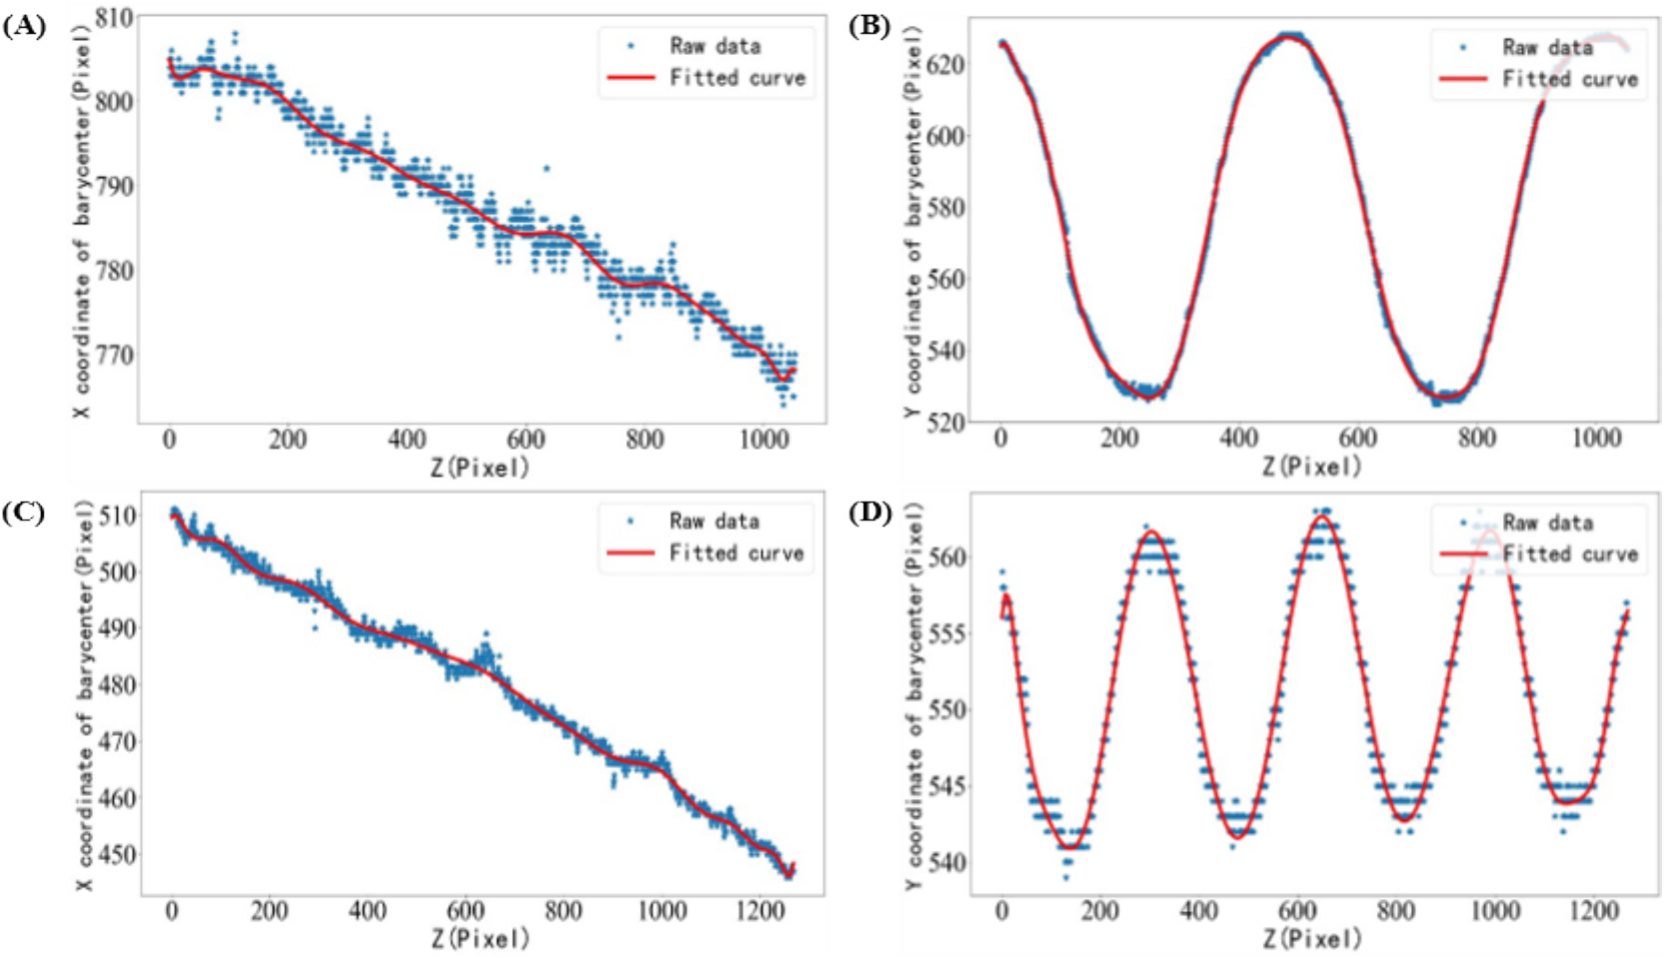 (A)
X coordinate of barycenter(Pixel)
810
800
790
780
770
Raw data
Fitted curve
0 200 400 600 800 1000
Z(Pixel)
(B)
Y coordinate of barycenter(Pixel)
620
600
580
560
540
520
Raw data
Fitted curve
0 200 400 600 800 1000
Z(Pixel)
(C)
X coordinate of barycenter(Pixel)
510
500
490
480
470
460
450
Raw data
Fitted curve
0 200 400 600 800 1000 1200
Z(Pixel)
(D)
Y coordinate of barycenter(Pixel)
560
555
550
545
540
Raw data
Fitted curve
0 200 400 600 800 1000 1200
Z(Pixel)